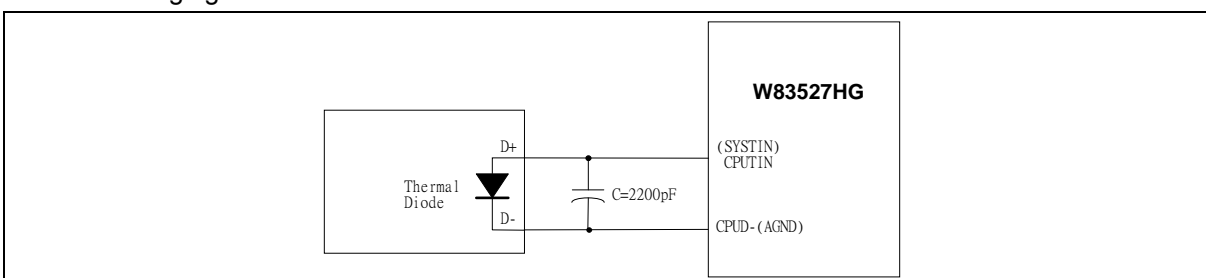 W83527HG
D+
(SYSTIN)
CPUTIN
Thermal
Diode
C=2200pF
D-
CPUD-(AGND)